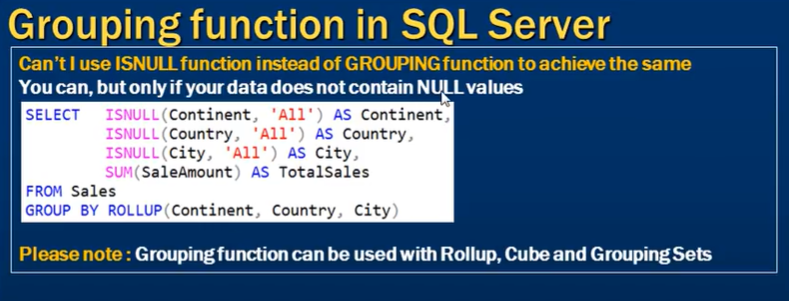 Grouping function in SQL Server
Can't I use ISNULL function instead of GROUPING function to achieve the same
You can, but only if your data does not contain NULL values
SELECT ISNULL(Continent, 'All') AS Continent,
ISNULL(Country, 'All') AS Country,
ISNULL(City, 'All') AS City,
SUM(SaleAmount) AS TotalSales
FROM Sales
GROUP BY ROLLUP(Continent, Country, City)
Please note : Grouping function can be used with Rollup, Cube and Grouping Sets